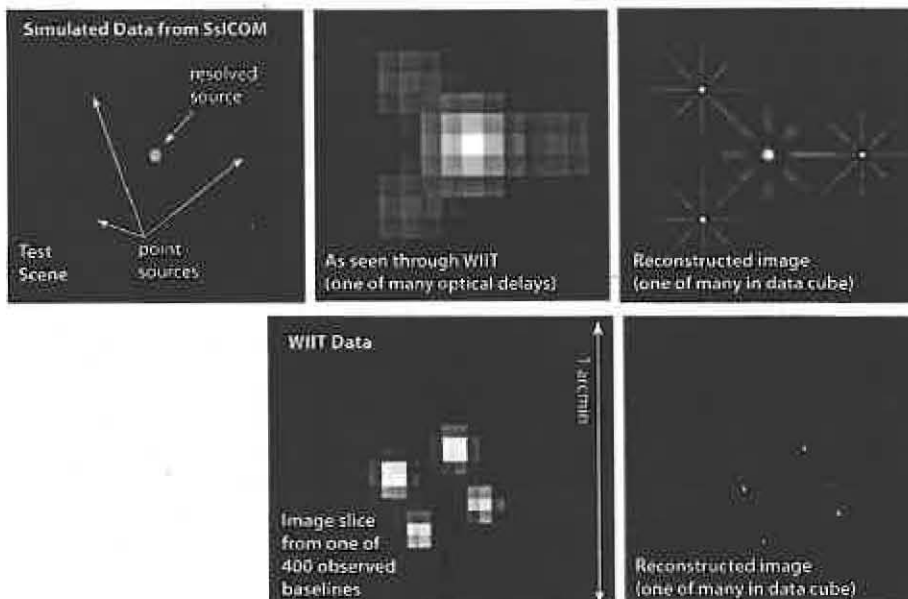 Simulated Data from SsICOM
resolved
source
Test
Scene
point
sources
As seen through WIIT
(one of many optical delays)
Reconstructed image
(one of many in data cube)
WIIT Data
1 arcmin
Image slice
from one of
400 observed
baselines
Reconstructed image
(one of many in data cube)